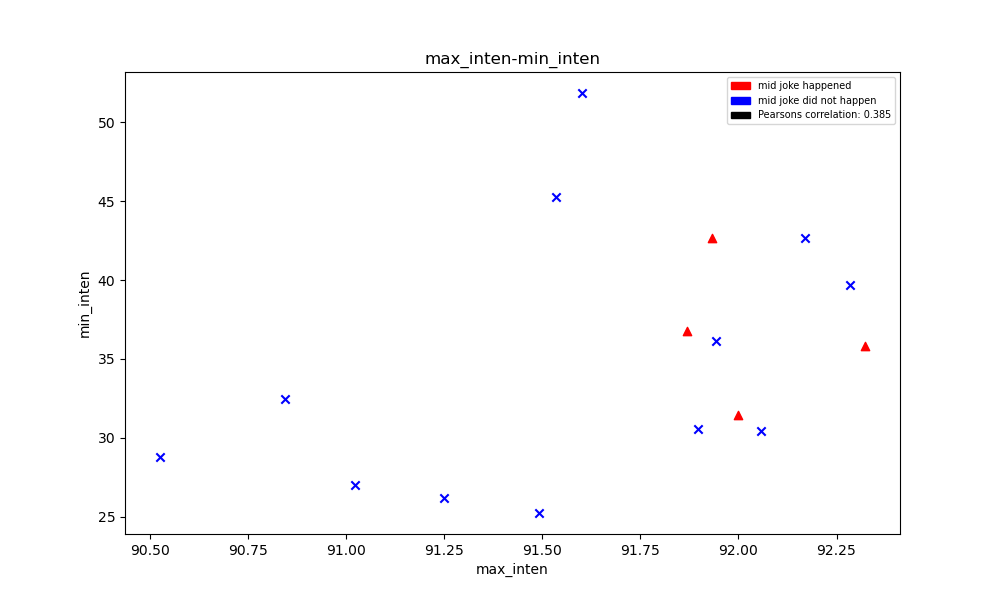 max_inten-min_inten
mid joke happened
mid joke did not happen
Pearsons correlation: 0.385
50
45
40
35
30
25
min_inten
90.50 90.75 91.00 91.25 91.50 91.75 92.00 92.25
max_inten